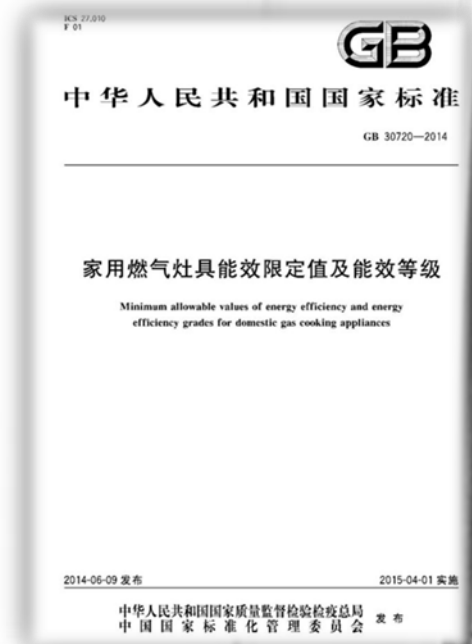 ICS 27.010
F 01
GB
中华人民共和国国家标准
GB 30720—2014
家用燃气灶具能效限定值及能效等级
Minimum allowable values of energy efficiency and energy
efficiency grades for domestic gas cooking appliances
2014-06-09 发布
2015-04-01 实施
中华人民共和国国家质量监督检验检疫总局
中国国家标准化管理委员会
发布